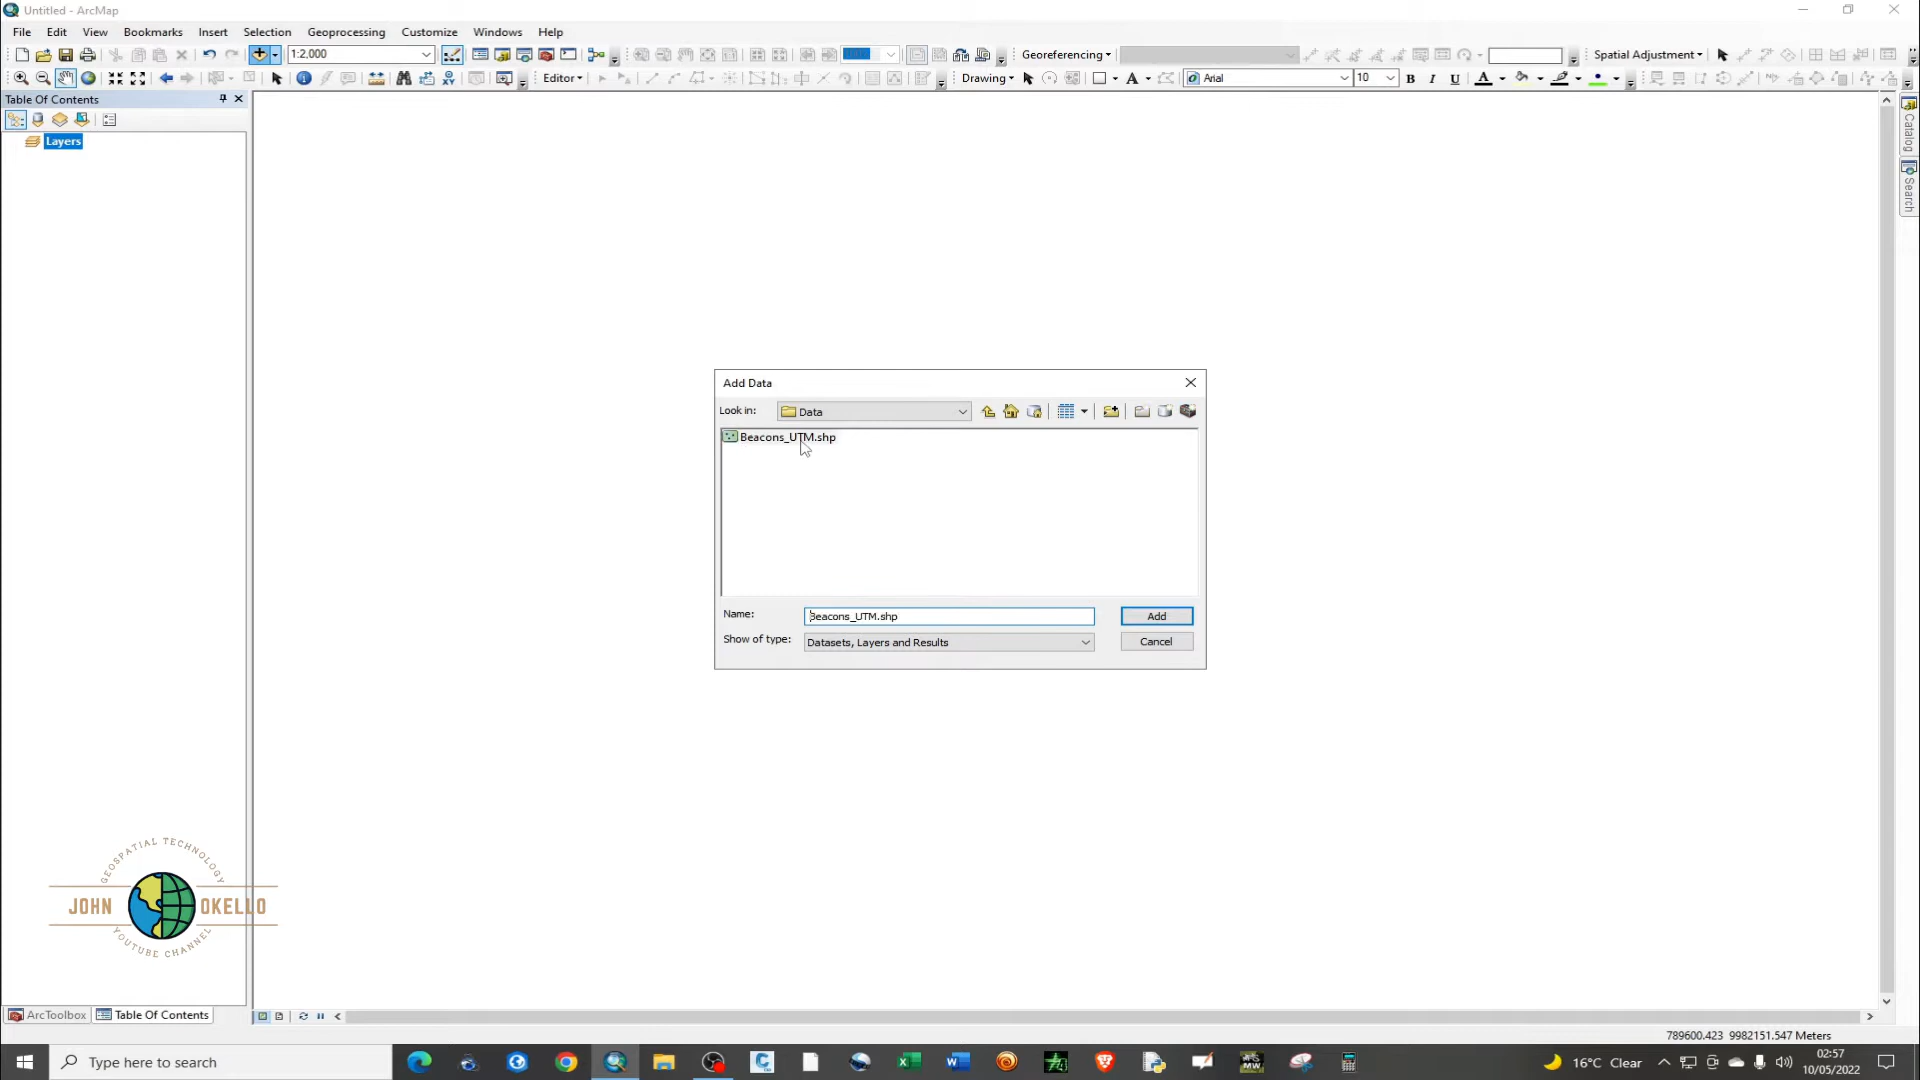 Untitled - ArcMap
File Edit View Bookmarks Insert Selection Geoprocessing Customize Windows Help
1:2,000 Georeferencing Spatial Adjustment
Editor Drawing Arial 10 B I U
Table Of Contents
Layers
Catalog
Search
Add Data
Look in: Data
Beacons_UTM.shp
Name: Beacons_UTM.shp Add
Show of type: Datasets, Layers and Results Cancel
GEOSPATIAL TECHNOLOGY
JOHN OKELLO
YOUTUBE CHANNEL
ArcToolbox Table Of Contents
789600.423 9982151.547 Meters
Type here to search
16°C Clear
02:57
10/05/2022